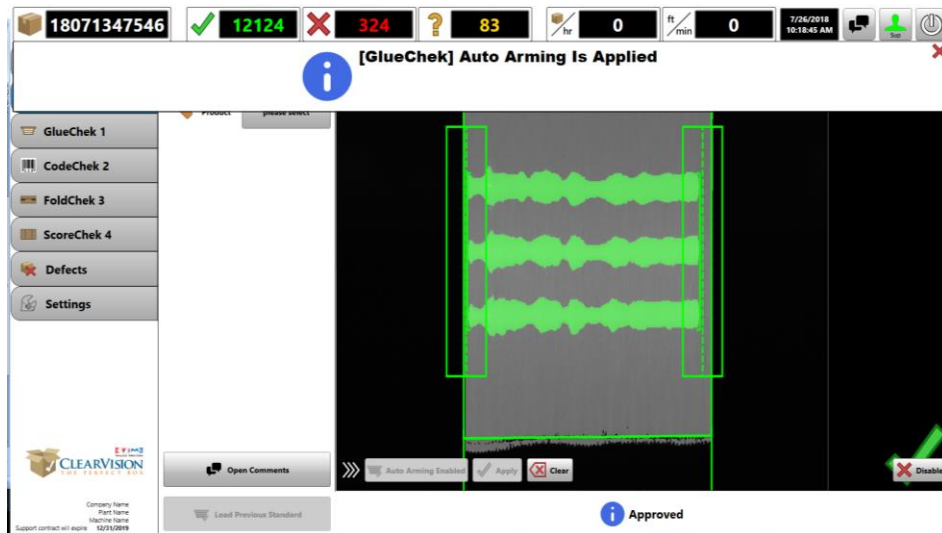 18071347546
12124
324
83
/hr
0
ft/min
0
7/26/2018
10:18:45 AM
Sup
[GlueChek] Auto Arming Is Applied
Product
please select
GlueChek 1
CodeChek 2
FoldChek 3
ScoreChek 4
Defects
Settings
CLEARVISION
THE PERFECT BOX
Company Name
Plant Name
Machine Name
Support contract will expire 12/31/2019
Open Comments
Load Previous Standard
Auto Arming Enabled
Apply
Clear
Disable
Approved